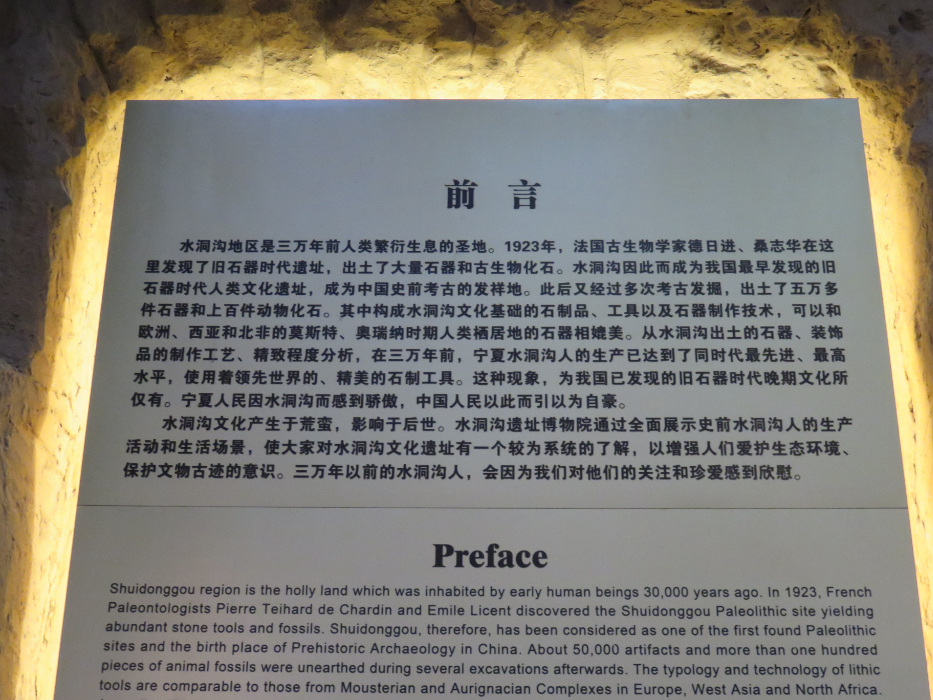 前言
水洞沟地区是三万年前人类繁衍生息的圣地。1923年，法国古生物学家德日进、桑志华在这
里发现了旧石器时代遗址，出土了大量石器和古生物化石。水洞沟因此而成为我国最早发现的旧
石器时代人类文化遗址，成为中国史前考古的发祥地。此后又经过多次考古发掘，出土了五万多
件石器和上百件动物化石。其中构成水洞沟文化基础的石制品、工具以及石器制作技术，可以和
欧洲、西亚和北非的莫斯特、奥瑞纳时期人类栖居地的石器相媲美。从水洞沟出土的石器、装饰
品的制作工艺、精致程度分析，在三万年前，宁夏水洞沟人的生产已达到了同时代最先进、最高
水平，使用着领先世界的、精美的石制工具。这种现象，为我国已发现的旧石器时代晚期文化所
仅有。宁夏人民因水洞沟而感到骄傲，中国人民以此而引以为自豪。
水洞沟文化产生于荒蛮，影响于后世。水洞沟遗址博物院通过全面展示史前水洞沟人的生产
活动和生活场景，使大家对水洞沟文化遗址有一个较为系统的了解，以增强人们爱护生态环境、
保护文物古迹的意识。三万年以前的水洞沟人，会因为我们对他们的关注和珍爱感到欣慰。
Preface
Shuidonggou region is the holly land which was inhabited by early human beings 30,000 years ago. In 1923, French
Paleontologists Pierre Teihard de Chardin and Emile Licent discovered the Shuidonggou Paleolithic site yielding
abundant stone tools and fossils. Shuidonggou, therefore, has been considered as one of the first found Paleolithic
sites and the birth place of Prehistoric Archaeology in China. About 50,000 artifacts and more than one hundred
pieces of animal fossils were unearthed during several excavations afterwards. The typology and technology of lithic
tools are comparable to those from Mousterian and Aurignacian Complexes in Europe, West Asia and North Africa